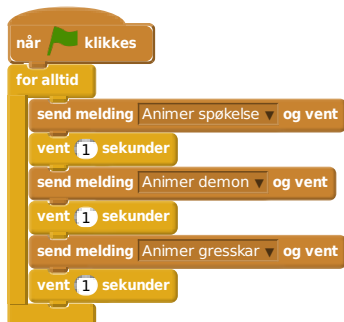 når klikkes
for alltid
send melding Animer spøkelse ▼ og vent
vent 1 sekunder
send melding Animer demon ▼ og vent
vent 1 sekunder
send melding Animer gresskar ▼ og vent
vent 1 sekunder